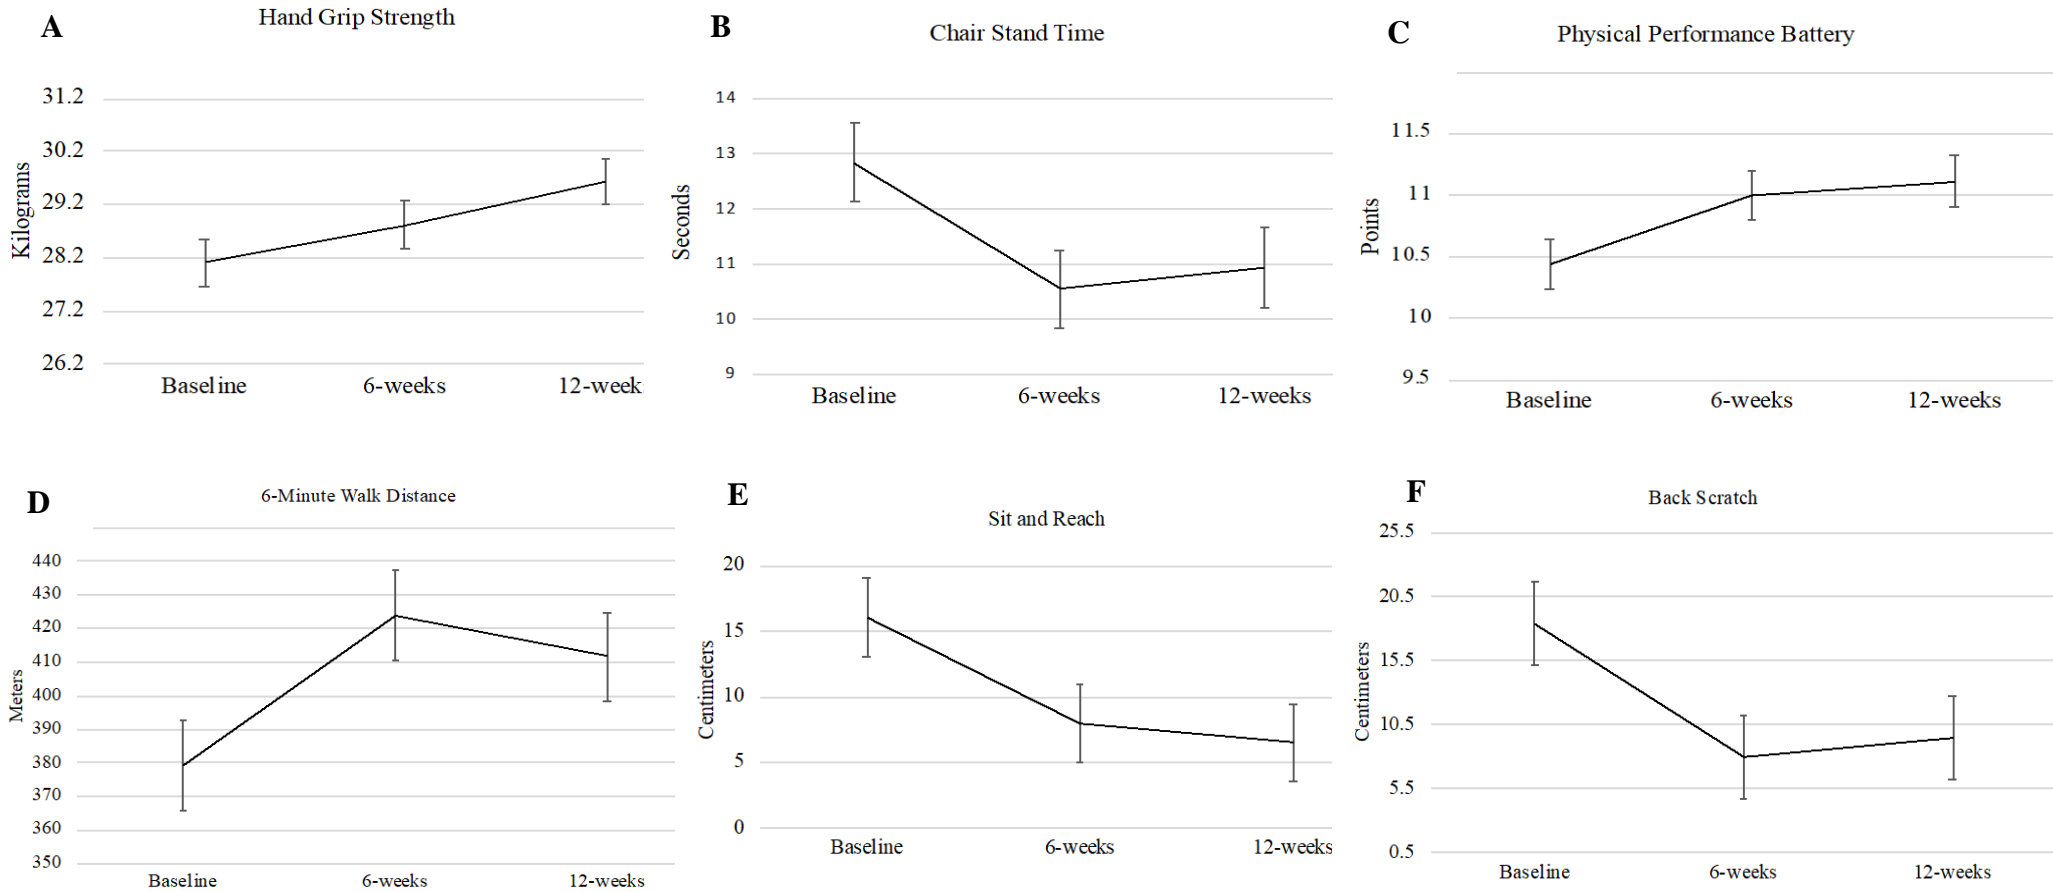 A
Hand Grip Strength
31.2
30.2
29.2
28.2
27.2
26.2
Kilograms
Baseline 6-weeks 12-week
B
Chair Stand Time
14
13
12
11
10
9
Seconds
Baseline 6-weeks 12-weeks
C
Physical Performance Battery
11.5
11
10.5
10
9.5
Points
Baseline 6-weeks 12-weeks
D
6-Minute Walk Distance
440
430
420
410
400
390
380
370
360
350
Meters
Baseline 6-weeks 12-weeks
E
Sit and Reach
20
15
10
5
0
Centimeters
Baseline 6-weeks 12-weeks
F
Back Scratch
25.5
20.5
15.5
10.5
5.5
0.5
Centimeters
Baseline 6-weeks 12-weeks